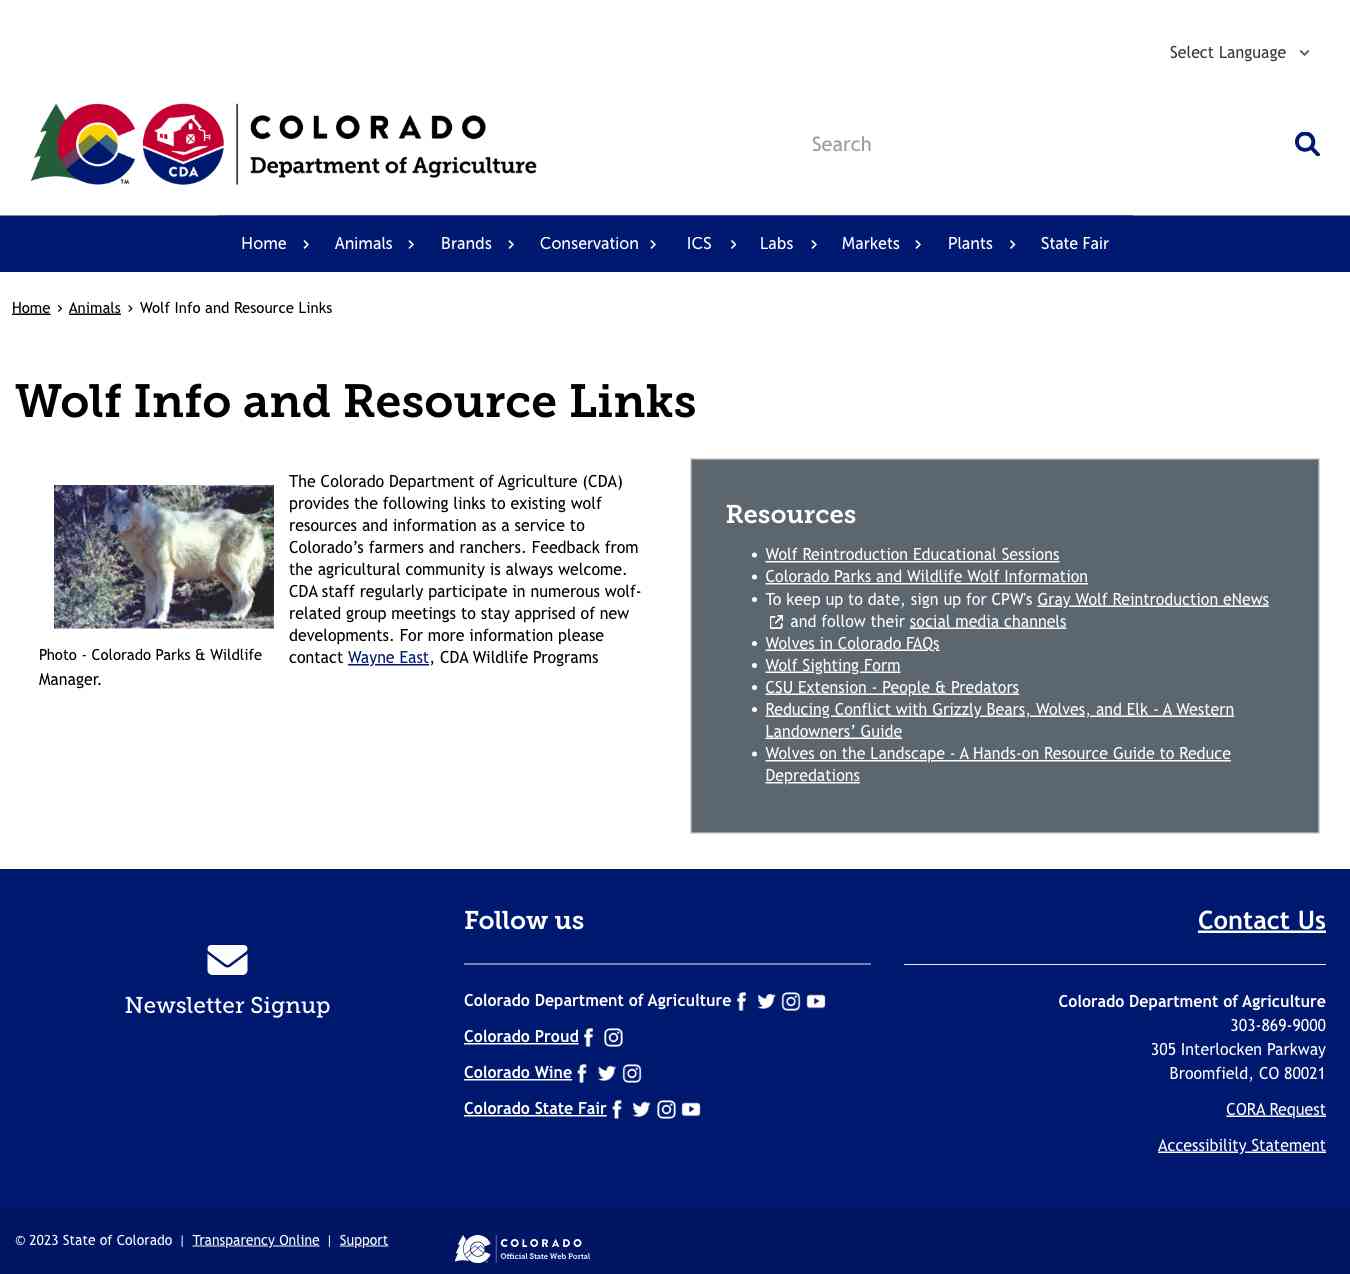 Select Language
COLORADO
Department of Agriculture
TM
CDA
Search
Home Animals Brands Conservation ICS Labs Markets Plants State Fair
Home › Animals › Wolf Info and Resource Links
Wolf Info and Resource Links
The Colorado Department of Agriculture (CDA)
provides the following links to existing wolf
resources and information as a service to
Colorado’s farmers and ranchers. Feedback from
the agricultural community is always welcome.
CDA staff regularly participate in numerous wolf-
related group meetings to stay apprised of new
developments. For more information please
contact Wayne East, CDA Wildlife Programs
Photo - Colorado Parks & Wildlife
Manager.
Resources
• Wolf Reintroduction Educational Sessions
• Colorado Parks and Wildlife Wolf Information
• To keep up to date, sign up for CPW's Gray Wolf Reintroduction eNews
and follow their social media channels
• Wolves in Colorado FAQs
• Wolf Sighting Form
• CSU Extension - People & Predators
• Reducing Conflict with Grizzly Bears, Wolves, and Elk - A Western
Landowners’ Guide
• Wolves on the Landscape - A Hands-on Resource Guide to Reduce
Depredations
Newsletter Signup
Follow us
Colorado Department of Agriculture
Colorado Proud
Colorado Wine
Colorado State Fair
Contact Us
Colorado Department of Agriculture
303-869-9000
305 Interlocken Parkway
Broomfield, CO 80021
CORA Request
Accessibility Statement
© 2023 State of Colorado | Transparency Online | Support
COLORADO
Official State Web Portal